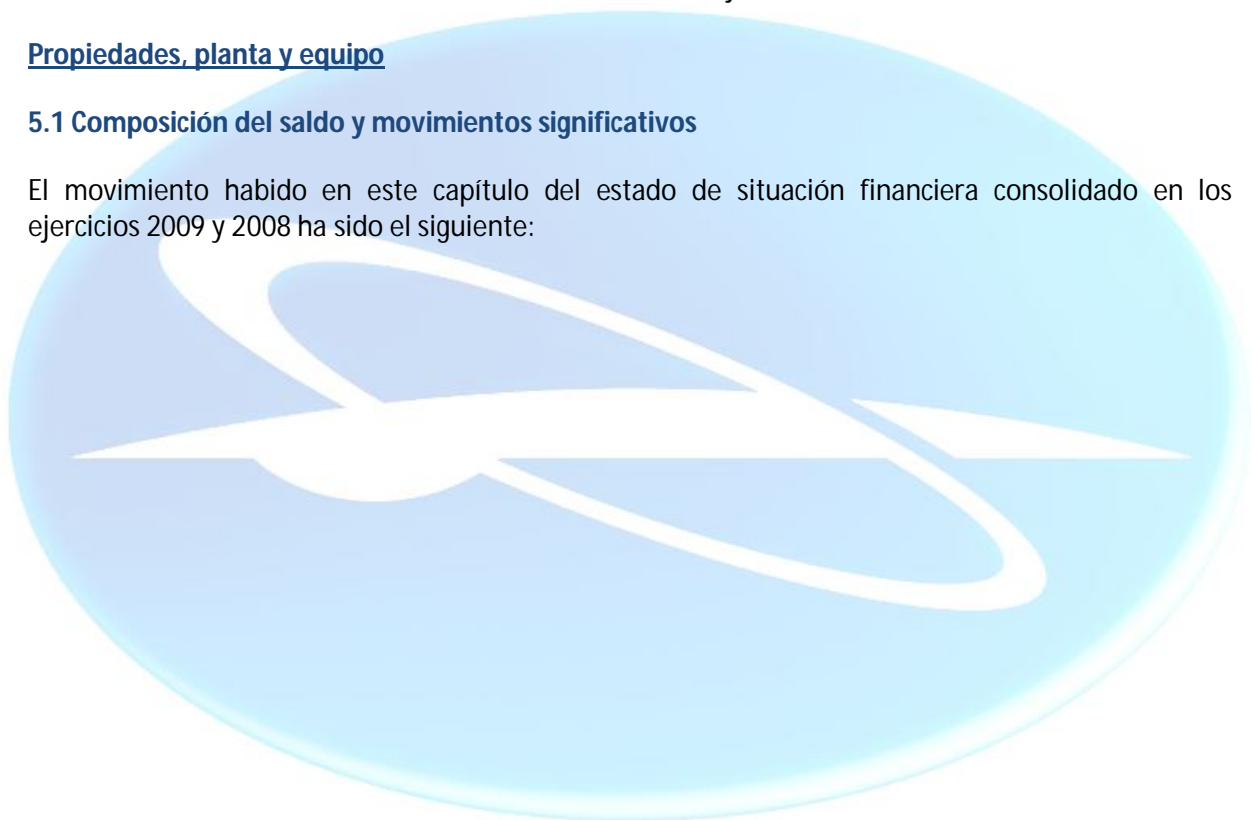 Propiedades, planta y equipo
5.1 Composición del saldo y movimientos significativos
El movimiento habido en este capítulo del estado de situación financiera consolidado en los
ejercicios 2009 y 2008 ha sido el siguiente: